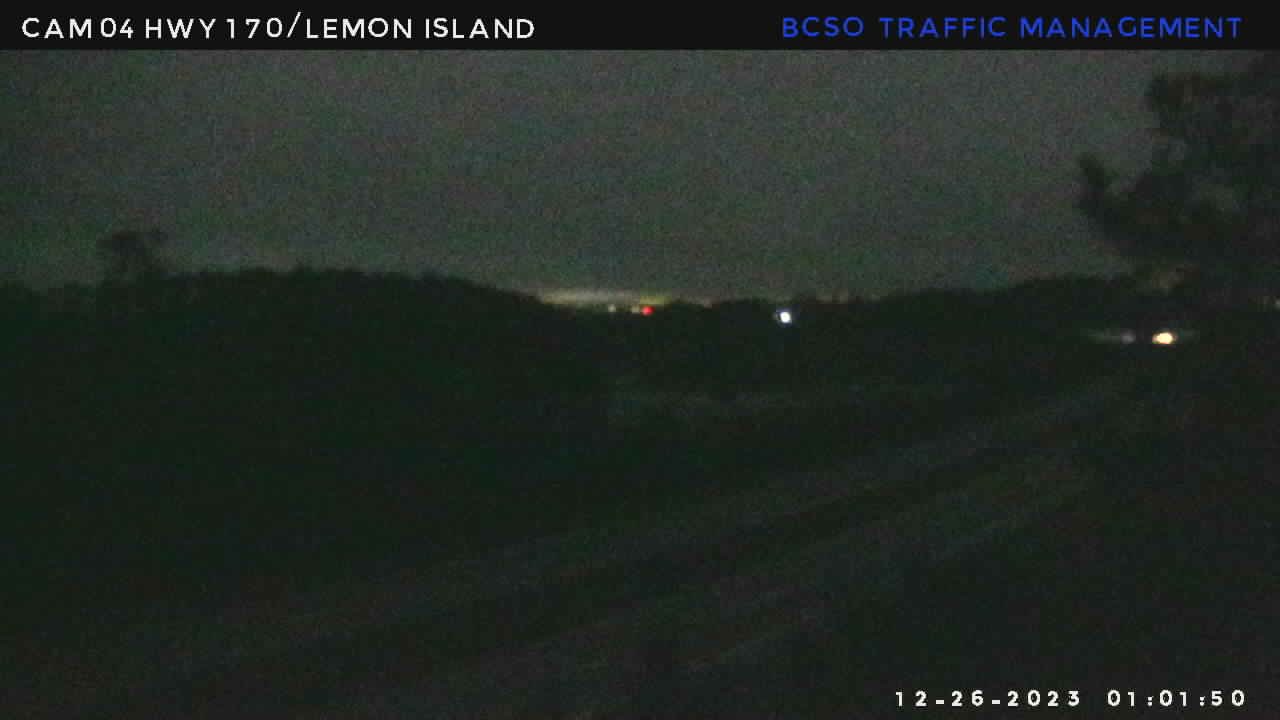 CAM04 HWY 170/LEMON ISLAND
BCSO TRAFFIC MANAGEMENT
12-26-2023 01:01:50